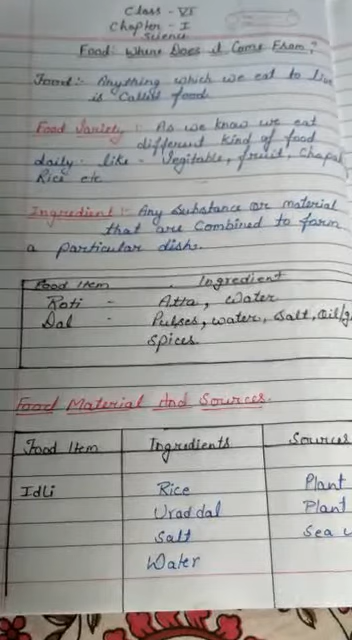 Class - VI
Chapter - I
Science
Food: Where Does it Come From?
Food:- Anything which we eat to live
is Called food.
Food Variety:- As we know we eat
different kind of food
daily - like - Vegitable, fruit, Chapati,
Rice etc
Ingredient:- Any Substance or material
that are Combined to form
a particular dish.
Food Item Ingredient
Roti - Atta, Water
Dal - Pulses, water, Salt, Oil/g
Spices.
Food Material And Sources.
Food Item Ingredients Sources
Idli Rice Plant
Urad dal Plant
Salt Sea
Water